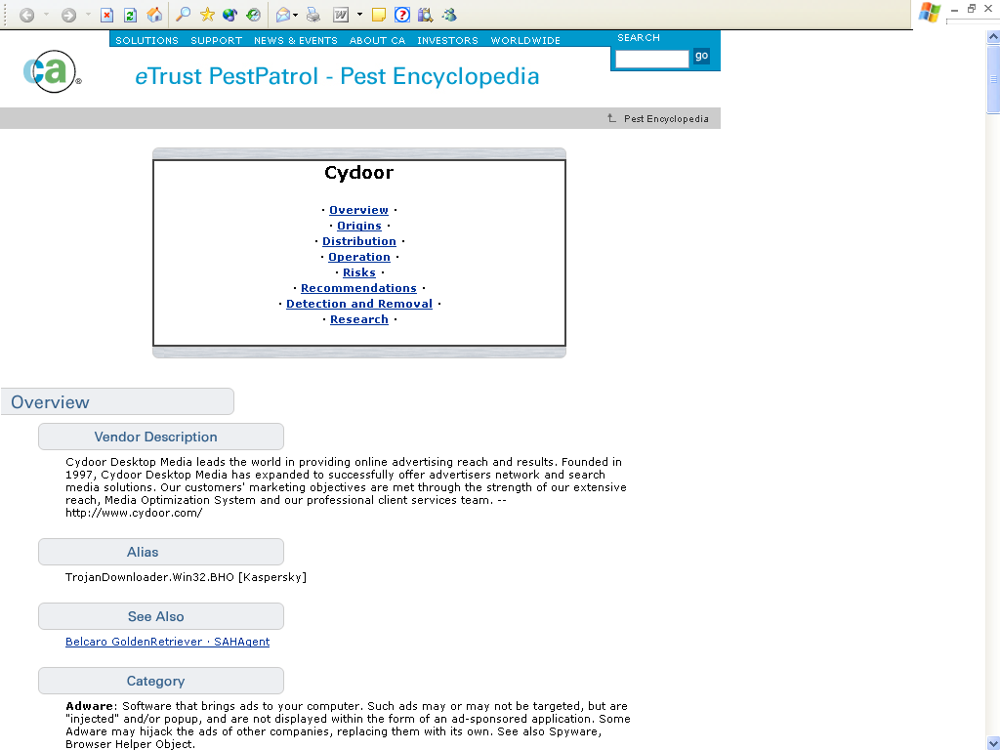 SOLUTIONS SUPPORT NEWS & EVENTS ABOUT CA INVESTORS WORLDWIDE
SEARCH
go
ca®
eTrust PestPatrol - Pest Encyclopedia
Pest Encyclopedia
Cydoor
· Overview ·
· Origins ·
· Distribution ·
· Operation ·
· Risks ·
· Recommendations ·
· Detection and Removal ·
· Research ·
Overview
Vendor Description
Cydoor Desktop Media leads the world in providing online advertising reach and results. Founded in
1997, Cydoor Desktop Media has expanded to successfully offer advertisers network and search
media solutions. Our customers' marketing objectives are met through the strength of our extensive
reach, Media Optimization System and our professional client services team. --
http://www.cydoor.com/
Alias
TrojanDownloader.Win32.BHO [Kaspersky]
See Also
Belcaro GoldenRetriever · SAHAgent
Category
Adware: Software that brings ads to your computer. Such ads may or may not be targeted, but are
"injected" and/or popup, and are not displayed within the form of an ad-sponsored application. Some
Adware may hijack the ads of other companies, replacing them with its own. See also Spyware,
Browser Helper Object.